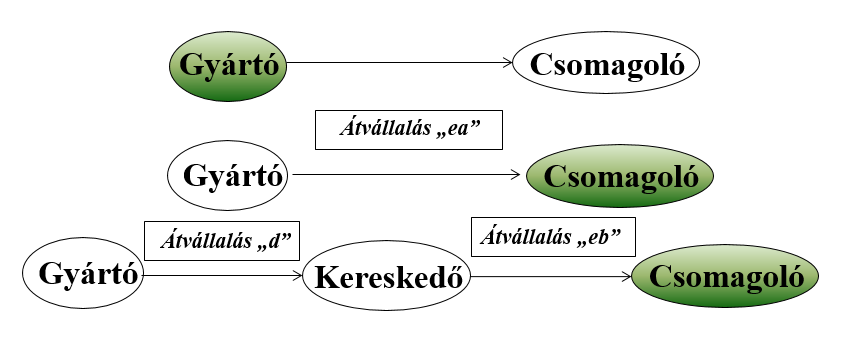 Gyártó
Csomagoló
Átvállalás „ea”
Gyártó
Csomagoló
Átvállalás „d”
Átvállalás „eb”
Gyártó
Kereskedő
Csomagoló